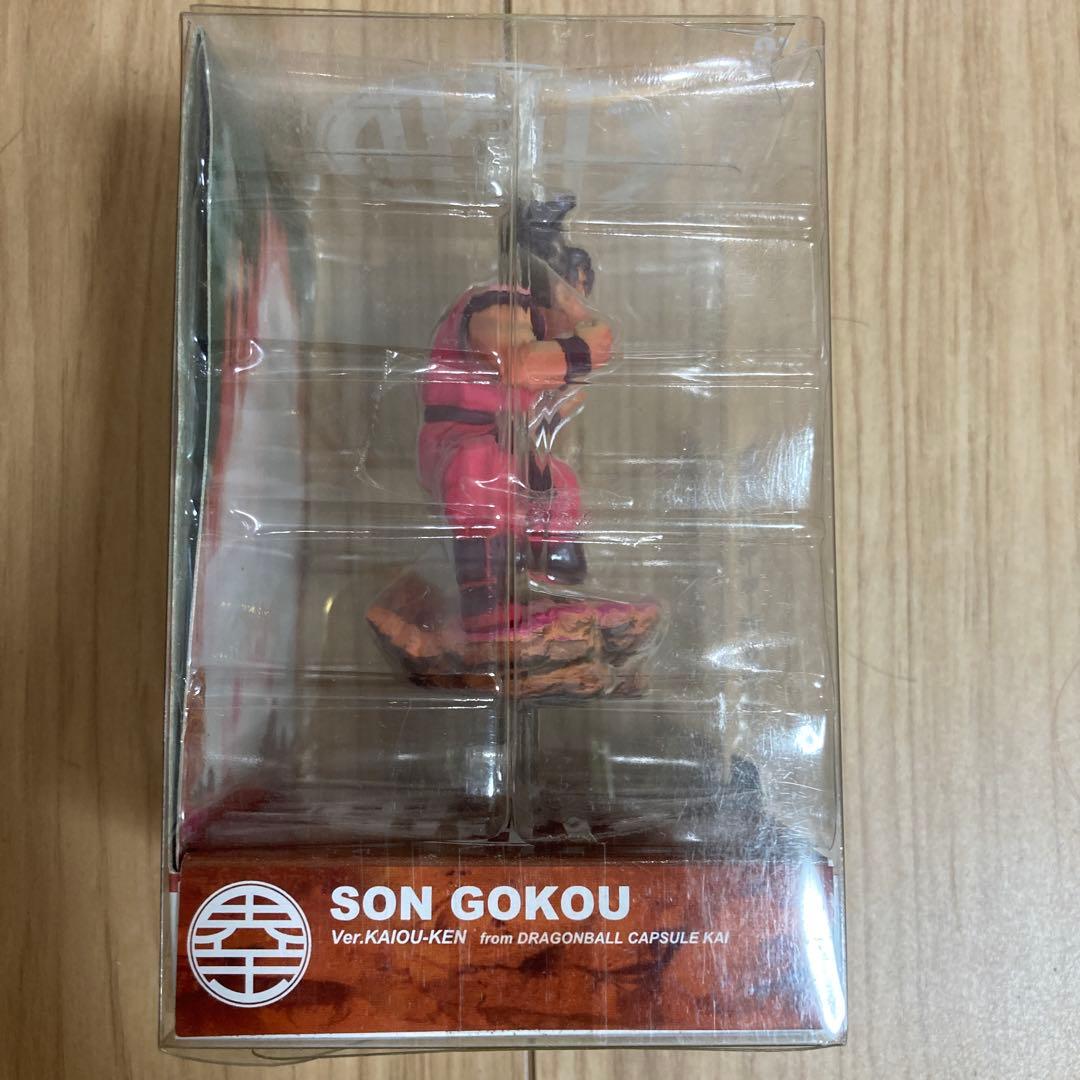 SON GOKOU
Ver.KAIOU-KEN from DRAGONBALL CAPSULE KAI